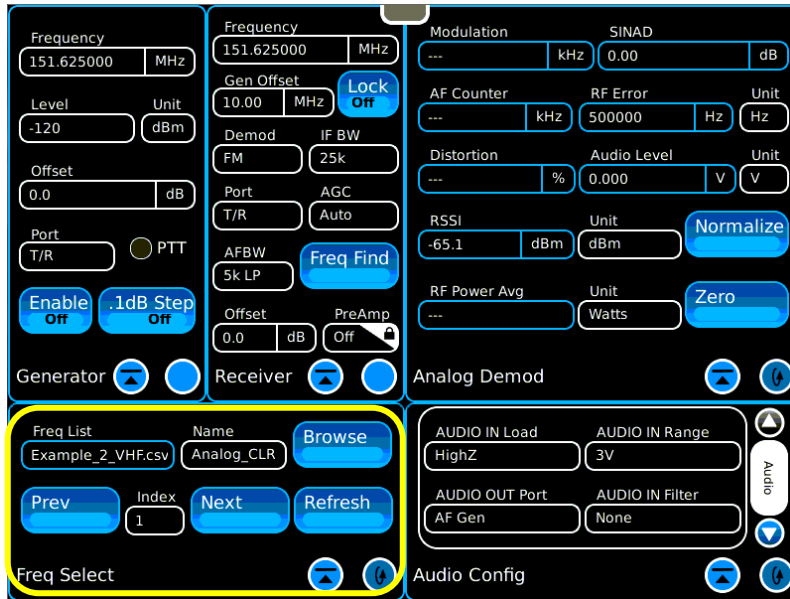 Frequency
151.625000 MHz
Level Unit
-120 dBm
Offset
0.0 dB
Port
T/R PTT
Enable .1dB Step
Off Off
Generator
Frequency
151.625000 MHz
Gen Offset Lock
10.00 MHz Off
Demod IF BW
FM 25k
Port AGC
T/R Auto
AFBW Freq Find
5k LP
Offset PreAmp
0.0 dB Off
Receiver
Modulation SINAD
--- kHz 0.00 dB
AF Counter RF Error Unit
--- kHz 500000 Hz Hz
Distortion Audio Level Unit
--- % 0.000 V V
RSSI Unit Normalize
-65.1 dBm dBm
RF Power Avg Unit Zero
--- Watts
Analog Demod
Freq List Name Browse
Example_2_VHF.csv Analog_CLR
Prev Index Next Refresh
1
Freq Select
AUDIO IN Load AUDIO IN Range
HighZ 3V
Audio
AUDIO OUT Port AUDIO IN Filter
AF Gen None
Audio Config